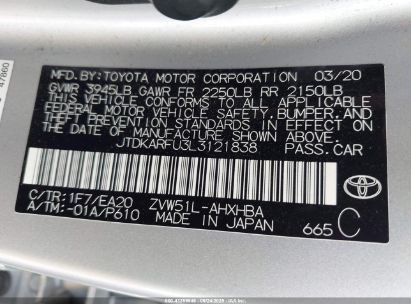 47860
MFD.BY:TOYOTA MOTOR CORPORATION 03/20
GVWR 3945LB GAWR FR 2250LB RR 2150LB
THIS VEHICLE CONFORMS TO ALL APPLICABLE
FEDERAL MOTOR VEHICLE SAFETY, BUMPER, AND
THEFT PREVENTION STANDARDS IN EFFECT ON
THE DATE OF MANUFACTURE SHOWN ABOVE.
JTDKARFU3L3121838 PASS.CAR
C/TR:1F7/EA20 ZVW51L-AHXHBA
A/TM:-01A/P610 MADE IN JAPAN
665 C